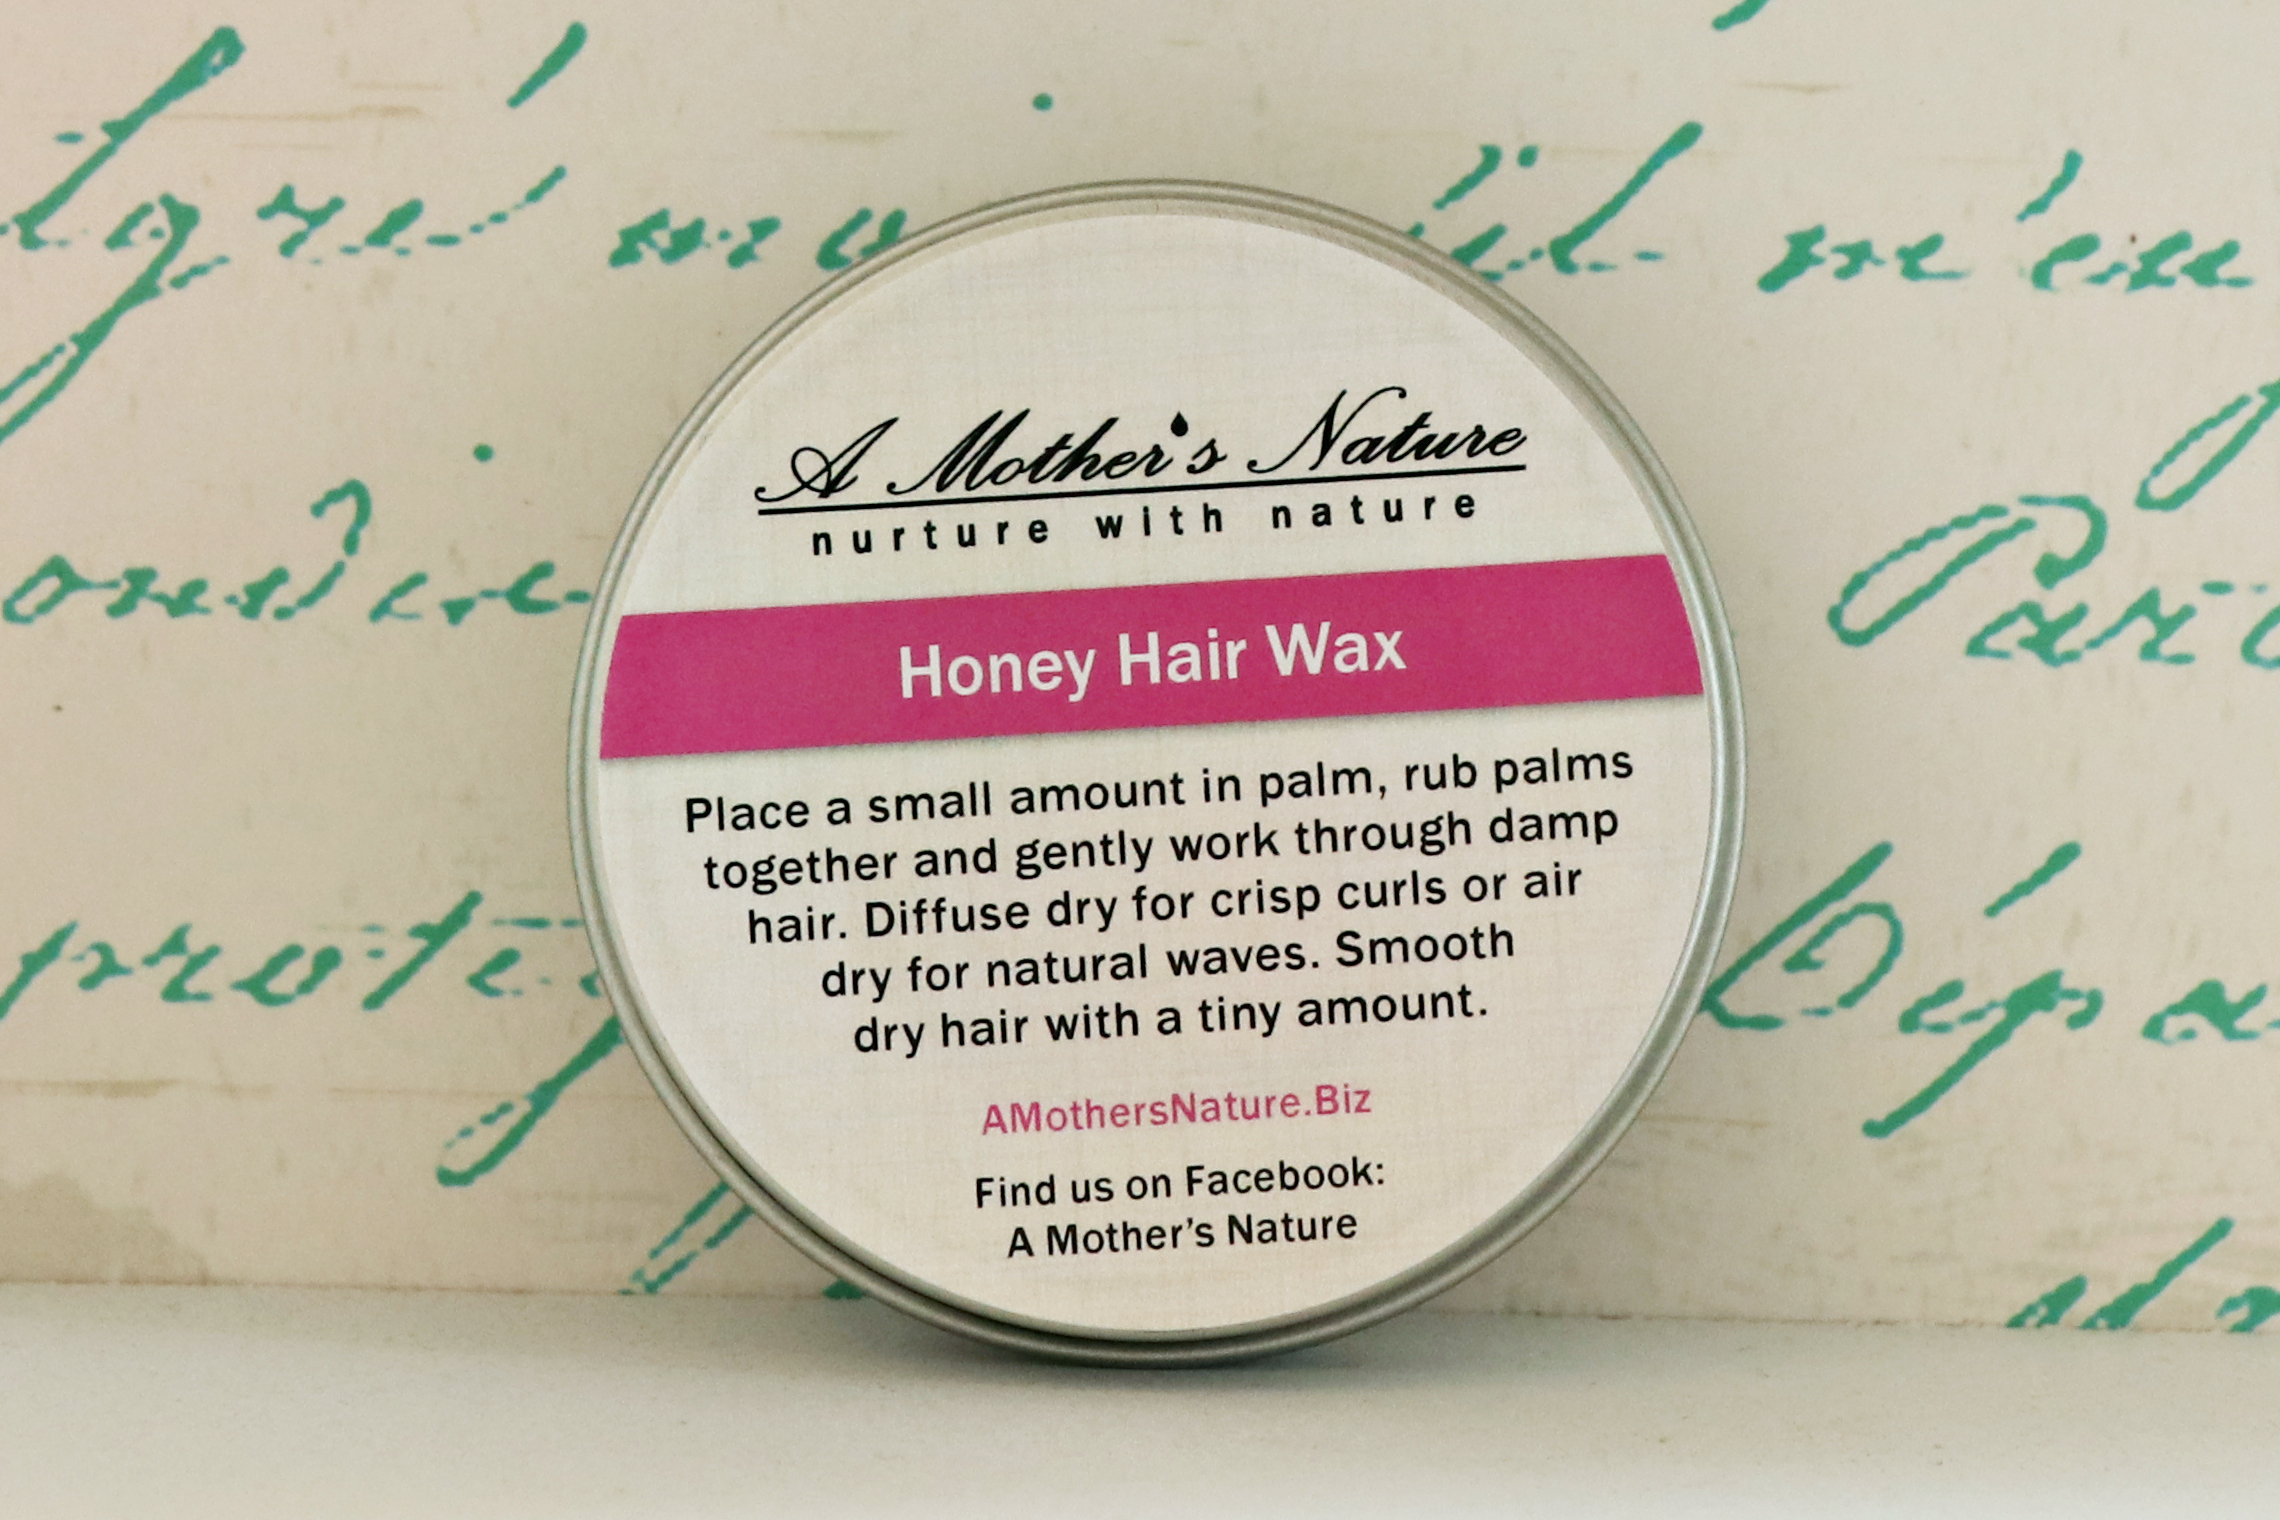 A Mother's Nature
nurture with nature
Honey Hair Wax
Place a small amount in palm, rub palms
together and gently work through damp
hair. Diffuse dry for crisp curls or air
dry for natural waves. Smooth
dry hair with a tiny amount.
AMothersNature.Biz
Find us on Facebook:
A Mother's Nature